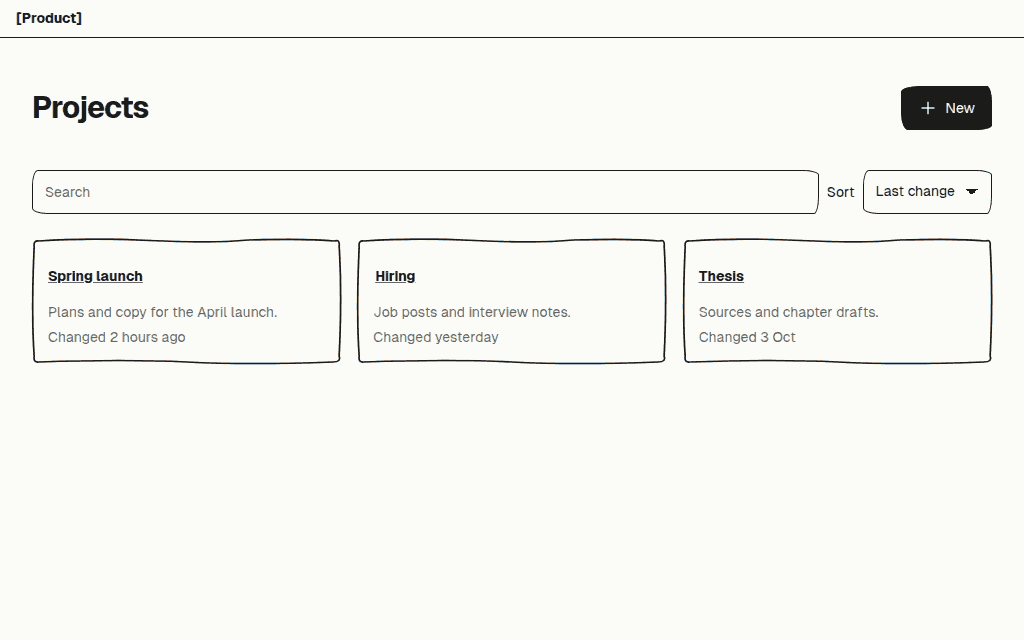 [Product]
Projects
New
Search
Sort
Last change
Spring launch
Plans and copy for the April launch.
Changed 2 hours ago
Hiring
Job posts and interview notes.
Changed yesterday
Thesis
Sources and chapter drafts.
Changed 3 Oct